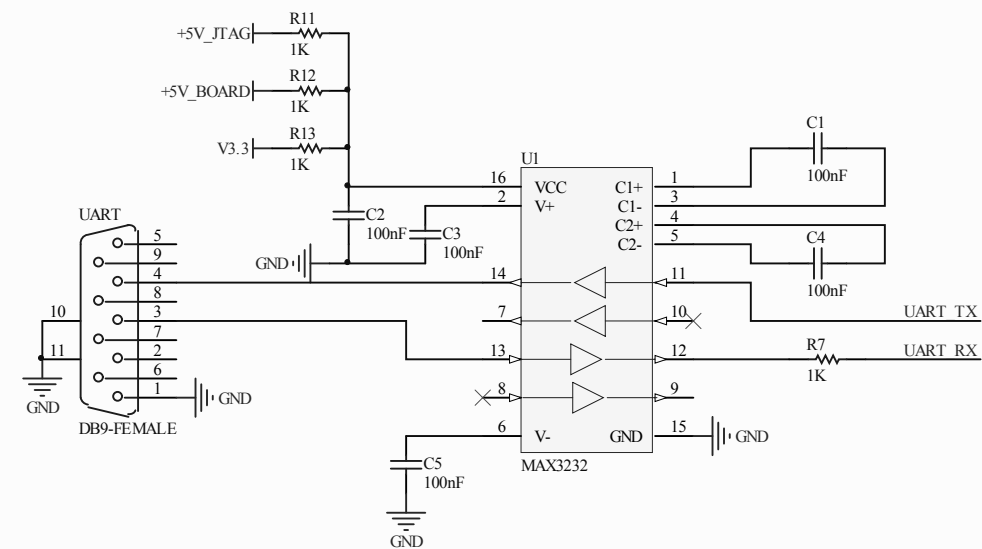 R11
+5V_JTAG
1K
R12
+5V_BOARD
1K
R13
V3.3
1K
U1
C1
100nF
16 VCC C1+ 1
2 V+ C1- 3
C2+ 4
C2- 5
C2
100nF
C3
100nF
C4
100nF
GND
UART
5
9
4
8
3
7
2
6
1
10
11
GND
GND
DB9-FEMALE
14 11
7 10
13 12
8 9
6 V- GND 15
UART_TX
R7
UART_RX
1K
GND
MAX3232
C5
100nF
GND